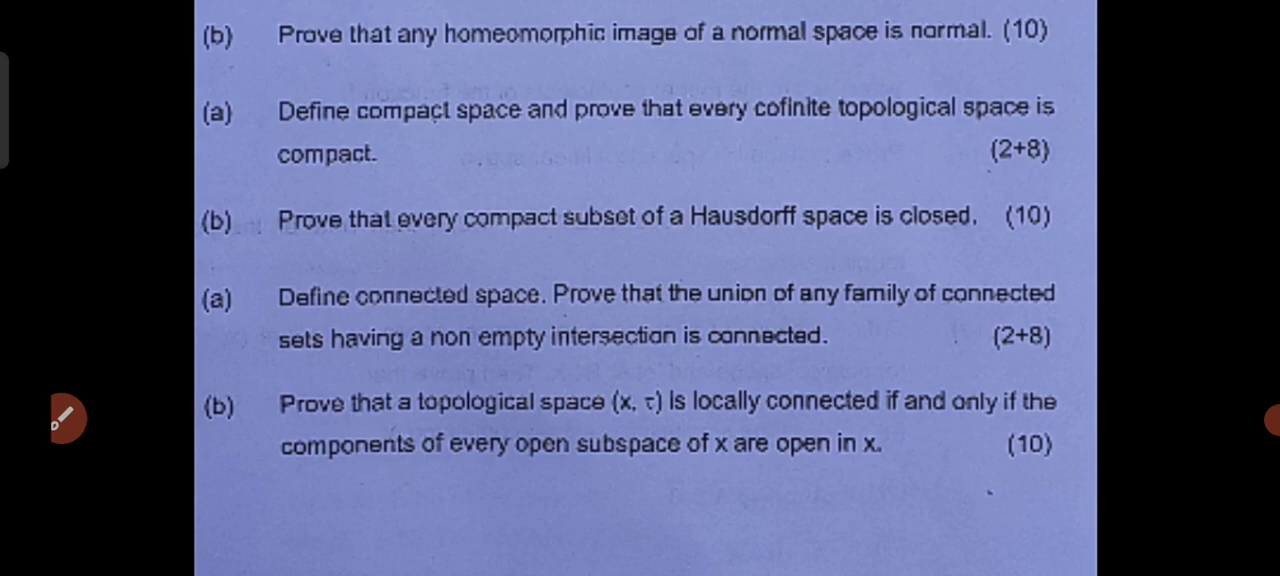 (b) Prove that any homeomorphic image of a normal space is normal. (10)
(a) Define compact space and prove that every cofinite topological space is
compact. (2+8)
(b) Prove that every compact subset of a Hausdorff space is closed. (10)
(a) Define connected space. Prove that the union of any family of connected
sets having a non empty intersection is connected. (2+8)
(b) Prove that a topological space (x, τ) is locally connected if and only if the
components of every open subspace of x are open in x. (10)